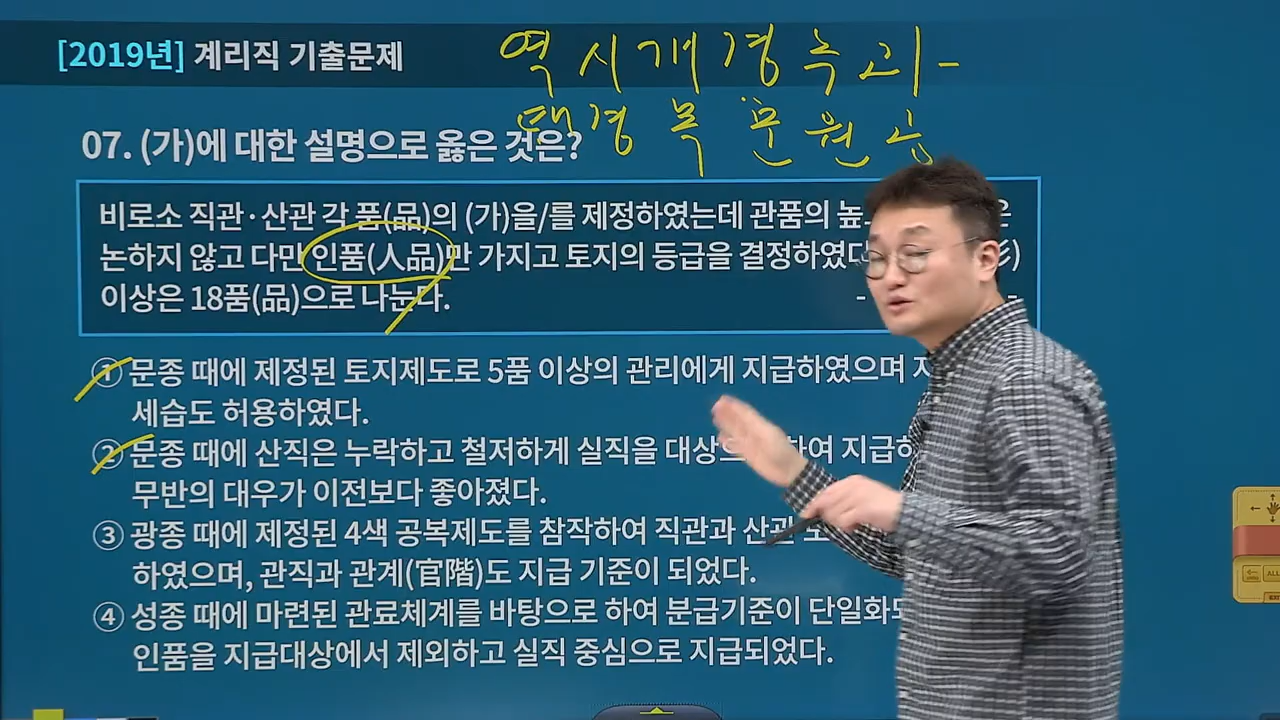 [2019년] 계리직 기출문제
역 시 개 경
경 목 문 원
07. (가)에 대한 설명으로 옳은 것은?
비로소 직관·산관 각 품(品)의 (가)을/를 제정하였는데 관품의
논하지 않고 다만 인품(人品)만 가지고 토지의 등급을 결정하였다
이상은 18품(品)으로 나눈다. -
① 문종 때에 제정된 토지제도로 5품 이상의 관리에게 지급하였으며
세습도 허용하였다.
② 문종 때에 산직은 누락하고 철저하게 실직을 하여
무반의 대우가 이전보다 좋아졌다.
③ 광종 때에 제정된 4색 공복제도를 참작하여 직관과 산관
하였으며, 관직과 관계(官階)도 지급 기준이 되었다.
④ 성종 때에 마련된 관료체계를 바탕으로 하여 분급기준이
인품을 지급대상에서 제외하고 실직 중심으로 지급되었다.